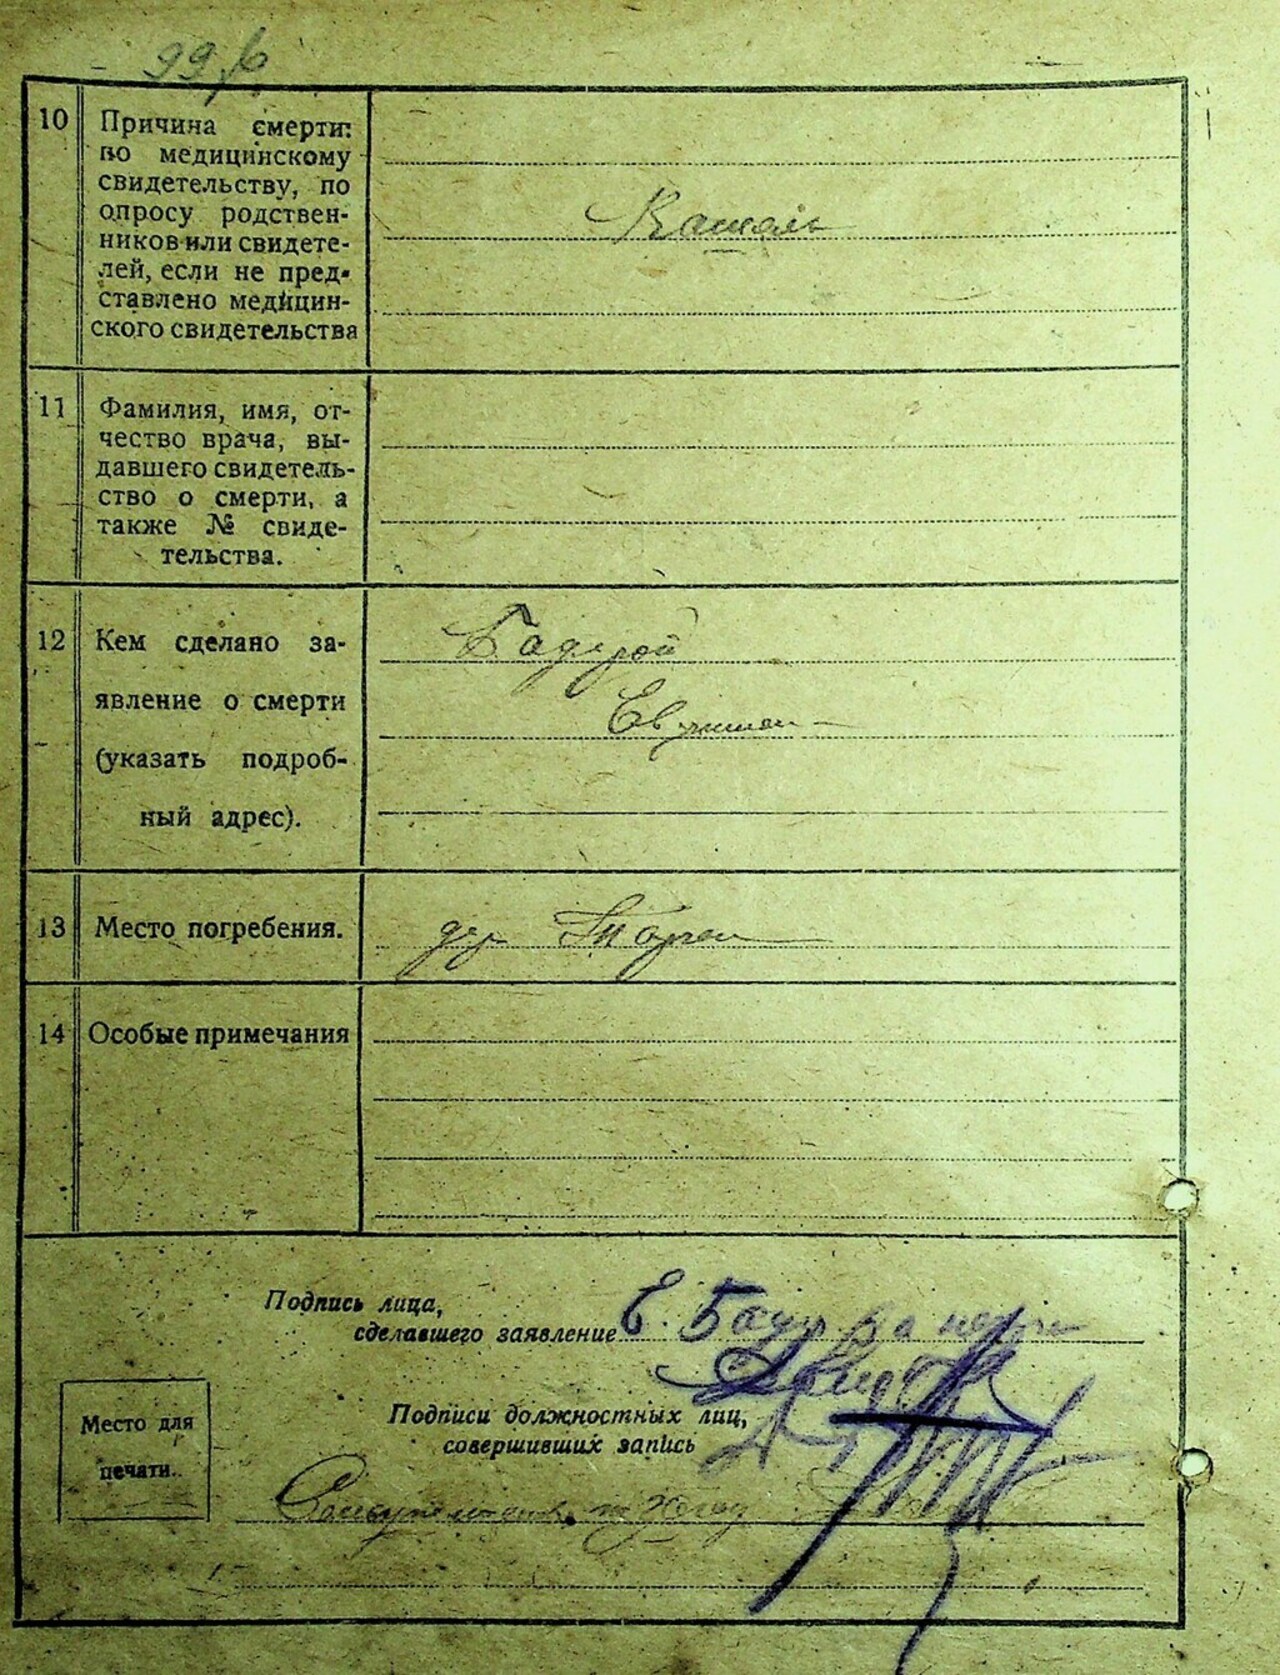 10
Причина смерти:
по медицинскому
свидетельству, по
опросу родствен-
ников или свидете-
лей, если не пред-
ставлено медицин-
ского свидетельства
Кашель
11
Фамилия, имя, от-
чество врача, вы-
давшего свидетель-
ство о смерти, а
также № свиде-
тельства.
12
Кем сделано за-
явление о смерти
(указать подроб-
ный адрес).
13
Место погребения.
дер
14
Особые примечания
Подпись лица,
сделавшего заявление Е.
Подписи должностных лиц,
совершивших запись
Место для
печати.